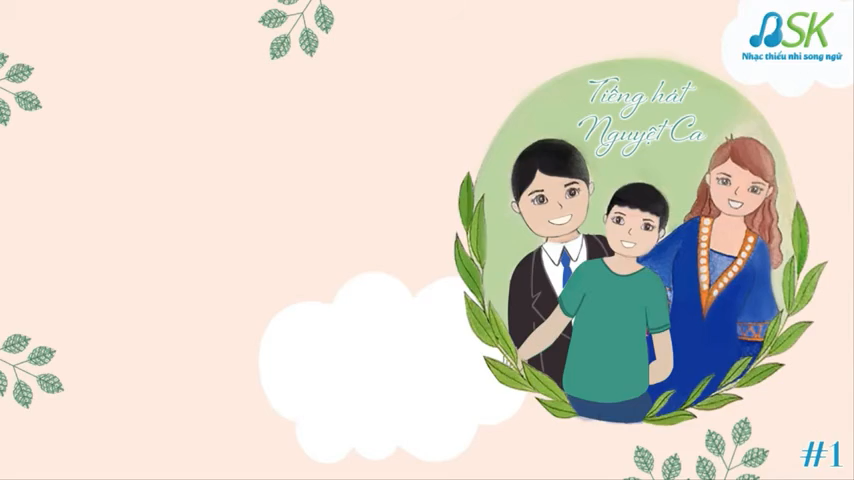 BSK
Nhạc thiếu nhi song ngữ
Tiếng hát
Nguyệt Ca
#1